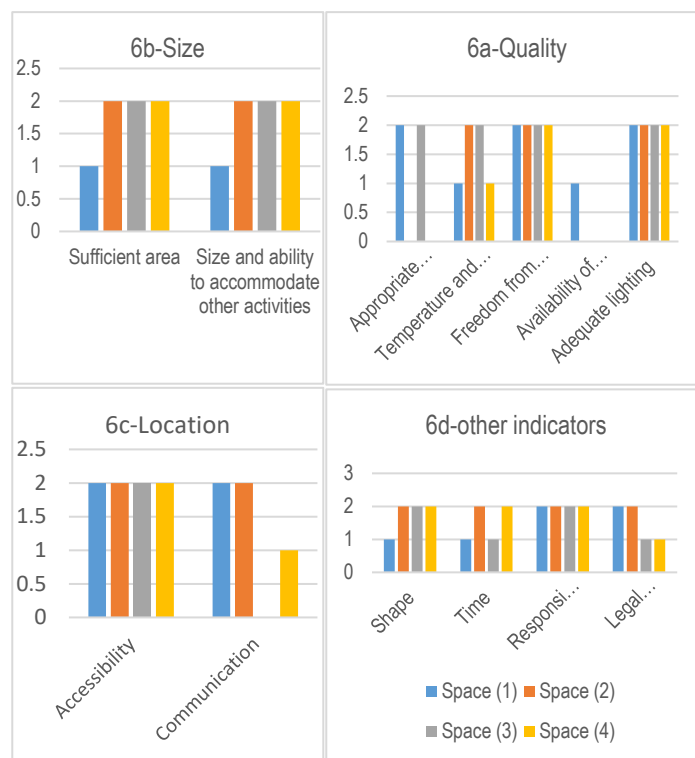 6b-Size
2.5
2
1.5
1
0.5
0
Sufficient area
Size and ability
to accommodate
other activities
6a-Quality
2.5
2
1.5
1
0.5
0
Appropriate…
Temperature and…
Freedom from…
Availability of…
Adequate lighting
6c-Location
2.5
2
1.5
1
0.5
0
Accessibility
Communication
6d-other indicators
3
2
1
0
Shape
Time
Responsi…
Legal…
Space (1)
Space (2)
Space (3)
Space (4)